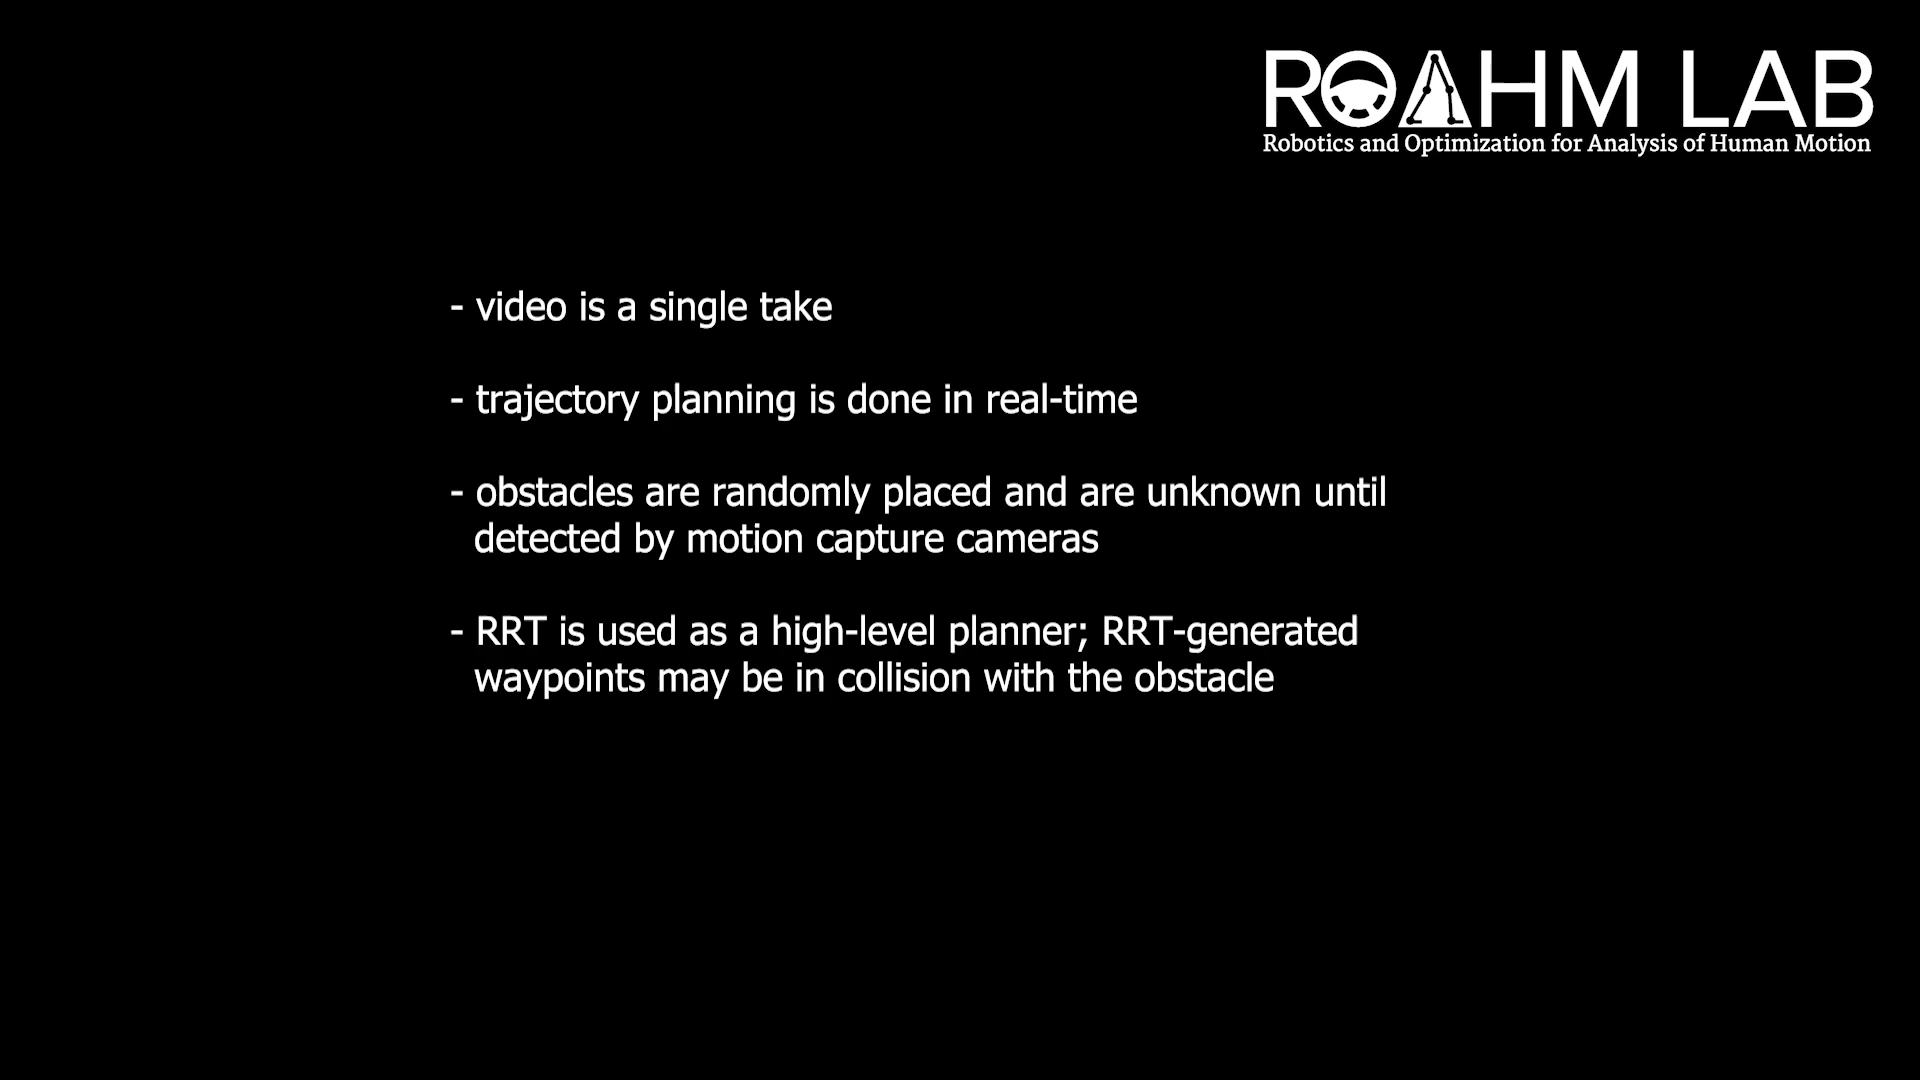 ROAHM LAB
Robotics and Optimization for Analysis of Human Motion
- video is a single take
- trajectory planning is done in real-time
- obstacles are randomly placed and are unknown until
detected by motion capture cameras
- RRT is used as a high-level planner; RRT-generated
waypoints may be in collision with the obstacle